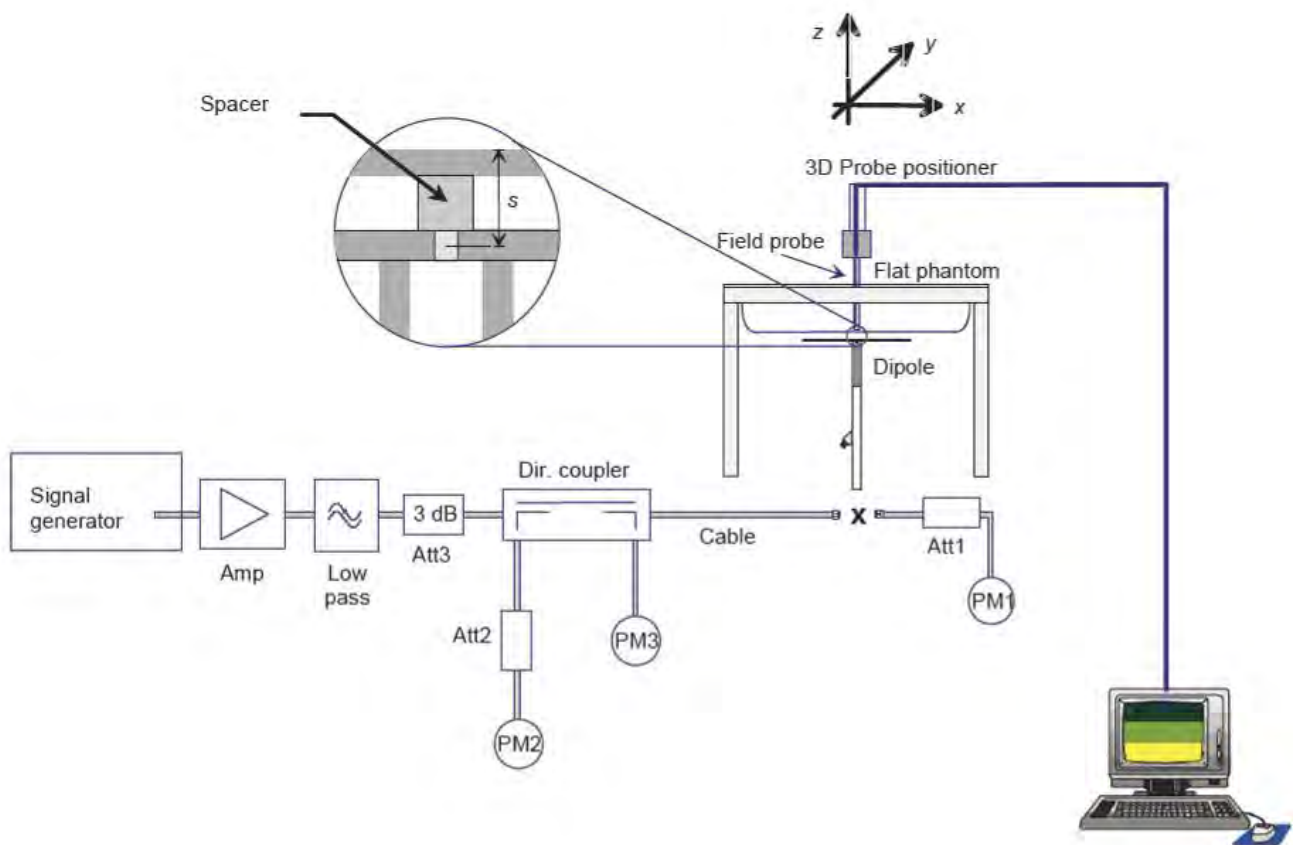 z
y
x
Spacer
s
3D Probe positioner
Field probe
Flat phantom
Dipole
Signal
generator
Amp
Low
pass
3 dB
Att3
Dir. coupler
Cable
X
Att1
PM1
Att2
PM3
PM2